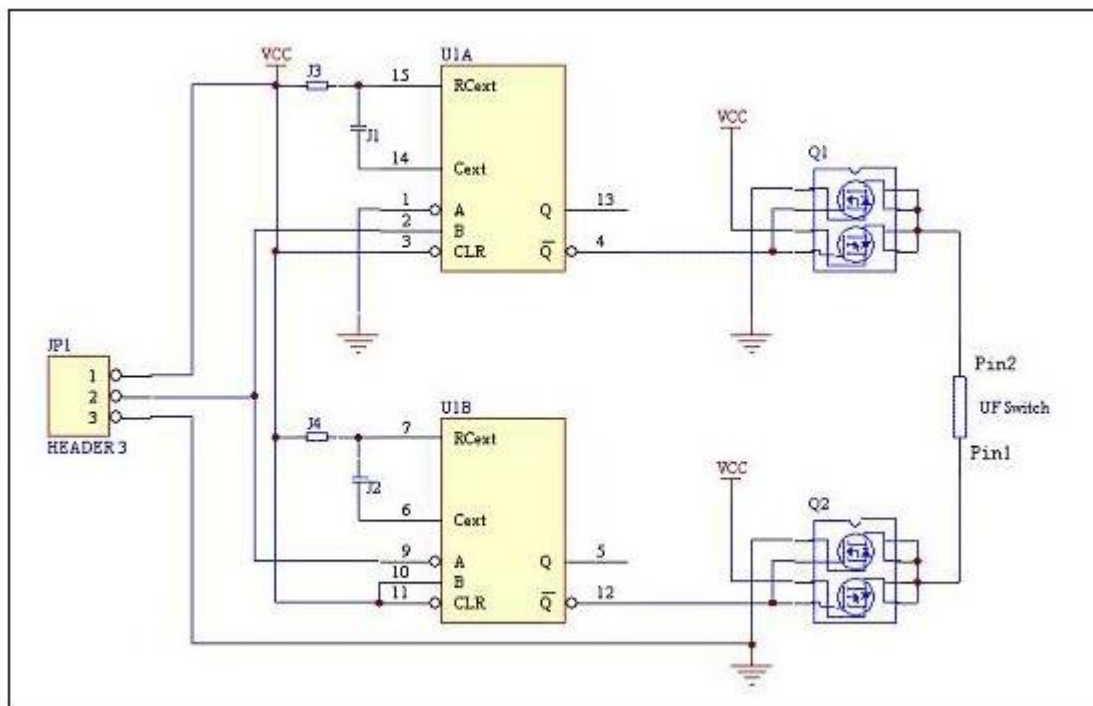 U1A
VCC
J3
15
RCext
J1
14
Cext
1
A
2
B
3
CLR
Q
13
Q̅
4
VCC
Q1
JP1
1
2
3
HEADER 3
Pin2
UF Switch
Pin1
U1B
J4
7
RCext
J2
6
Cext
9
A
10
B
11
CLR
Q
5
Q̅
12
VCC
Q2